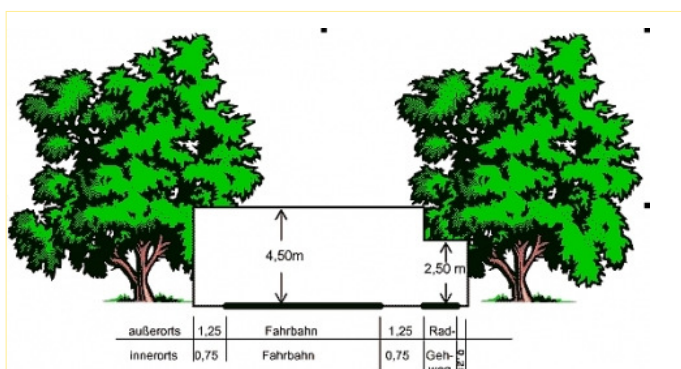 4,50m
2,50 m
außerorts 1,25 Fahrbahn 1,25 Rad-
innerorts 0,75 Fahrbahn 0,75 Geh-